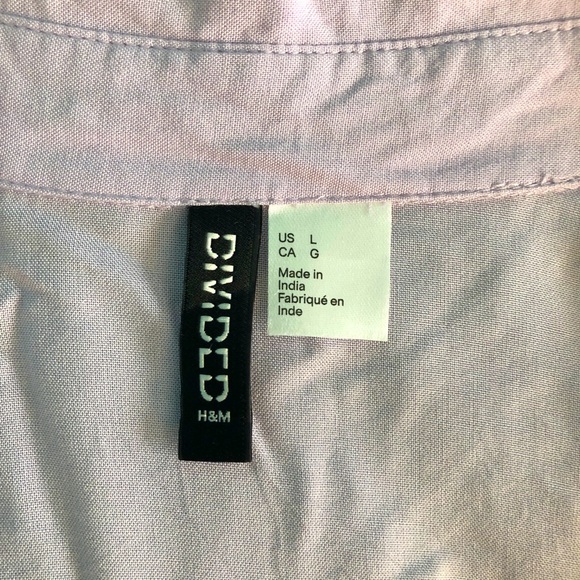 DIVIDED
H&M
US L
CA G
Made in
India
Fabriqué en
Inde